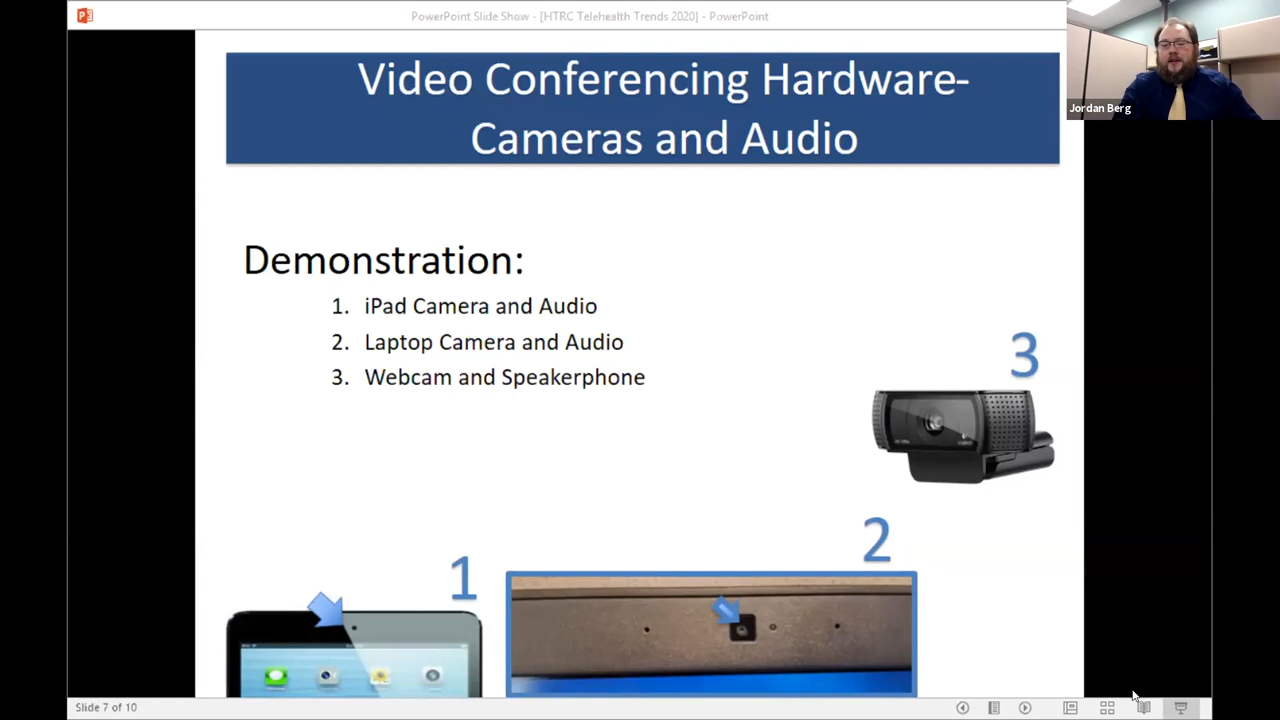 PowerPoint Slide Show - [HTRC Telehealth Trends 2020] - PowerPoint
Jordan Berg
Video Conferencing Hardware-
Cameras and Audio
Demonstration:
1. iPad Camera and Audio
2. Laptop Camera and Audio
3. Webcam and Speakerphone
3
2
1
Slide 7 of 10